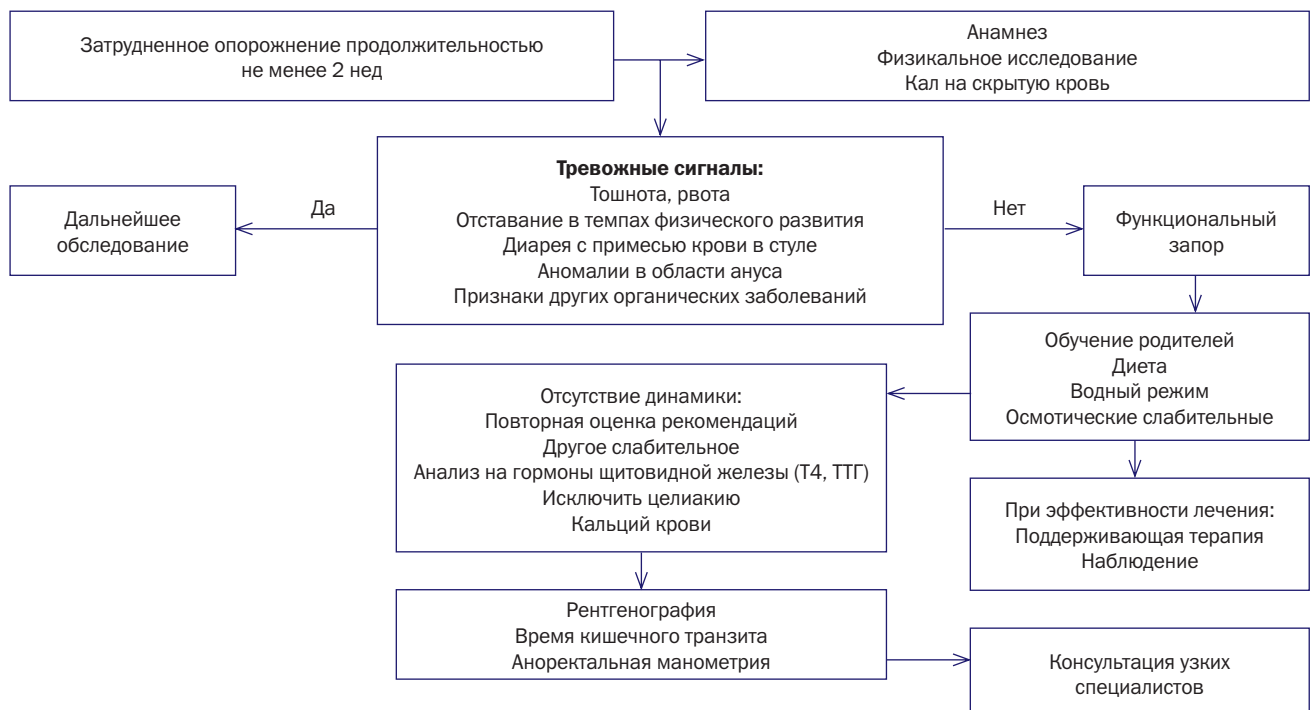 Затрудненное опорожнение продолжительностью
не менее 2 нед
Анамнез
Физикальное исследование
Кал на скрытую кровь
Тревожные сигналы:
Тошнота, рвота
Отставание в темпах физического развития
Диарея с примесью крови в стуле
Аномалии в области ануса
Признаки других органических заболеваний
Да
Дальнейшее
обследование
Нет
Функциональный
запор
Обучение родителей
Диета
Водный режим
Осмотические слабительные
Отсутствие динамики:
Повторная оценка рекомендаций
Другое слабительное
Анализ на гормоны щитовидной железы (Т4, ТТГ)
Исключить целиакию
Кальций крови
При эффективности лечения:
Поддерживающая терапия
Наблюдение
Рентгенография
Время кишечного транзита
Аноректальная манометрия
Консультация узких
специалистов